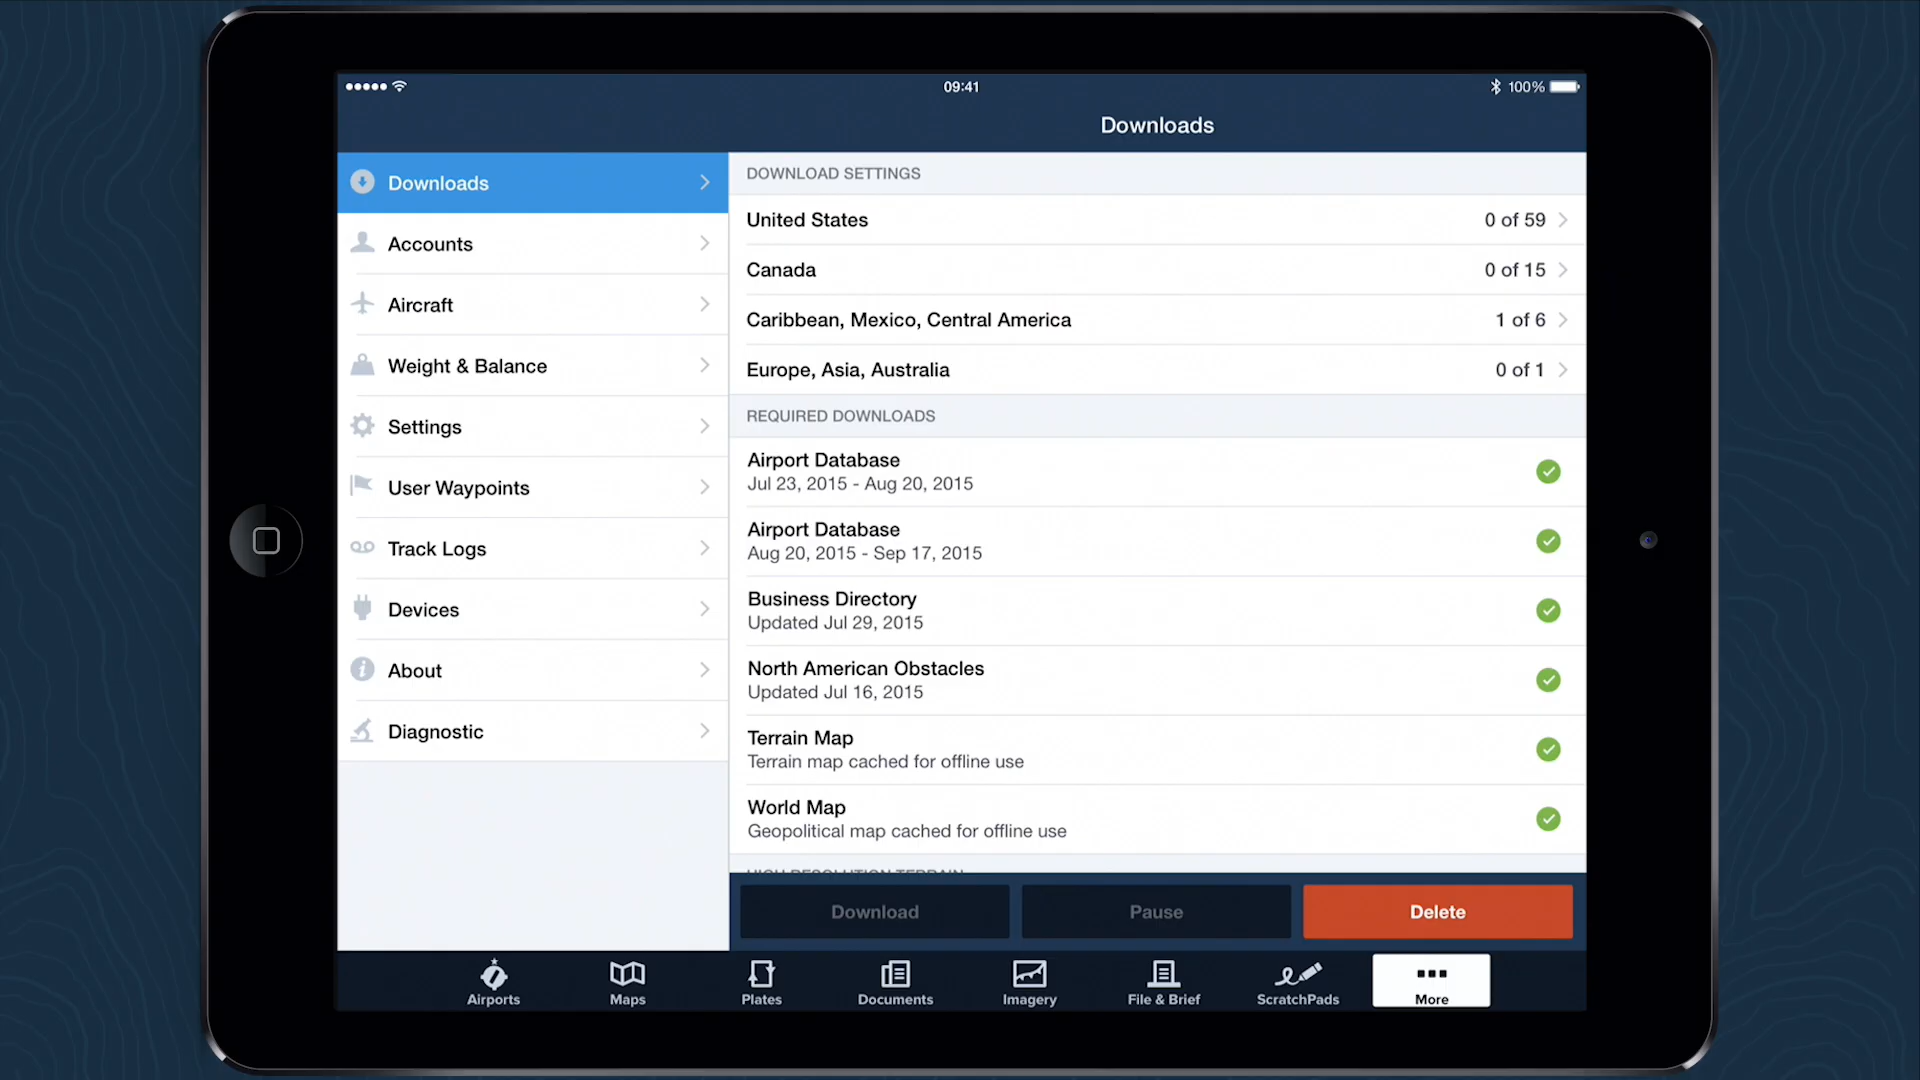 09:41
100%
Downloads
Downloads
Accounts
Aircraft
Weight & Balance
Settings
User Waypoints
Track Logs
Devices
About
Diagnostic
DOWNLOAD SETTINGS
United States 0 of 59
Canada 0 of 15
Caribbean, Mexico, Central America 1 of 6
Europe, Asia, Australia 0 of 1
REQUIRED DOWNLOADS
Airport Database
Jul 23, 2015 - Aug 20, 2015
Airport Database
Aug 20, 2015 - Sep 17, 2015
Business Directory
Updated Jul 29, 2015
North American Obstacles
Updated Jul 16, 2015
Terrain Map
Terrain map cached for offline use
World Map
Geopolitical map cached for offline use
HIGH RESOLUTION TERRAIN
Download Pause Delete
Airports Maps Plates Documents Imagery File & Brief ScratchPads More